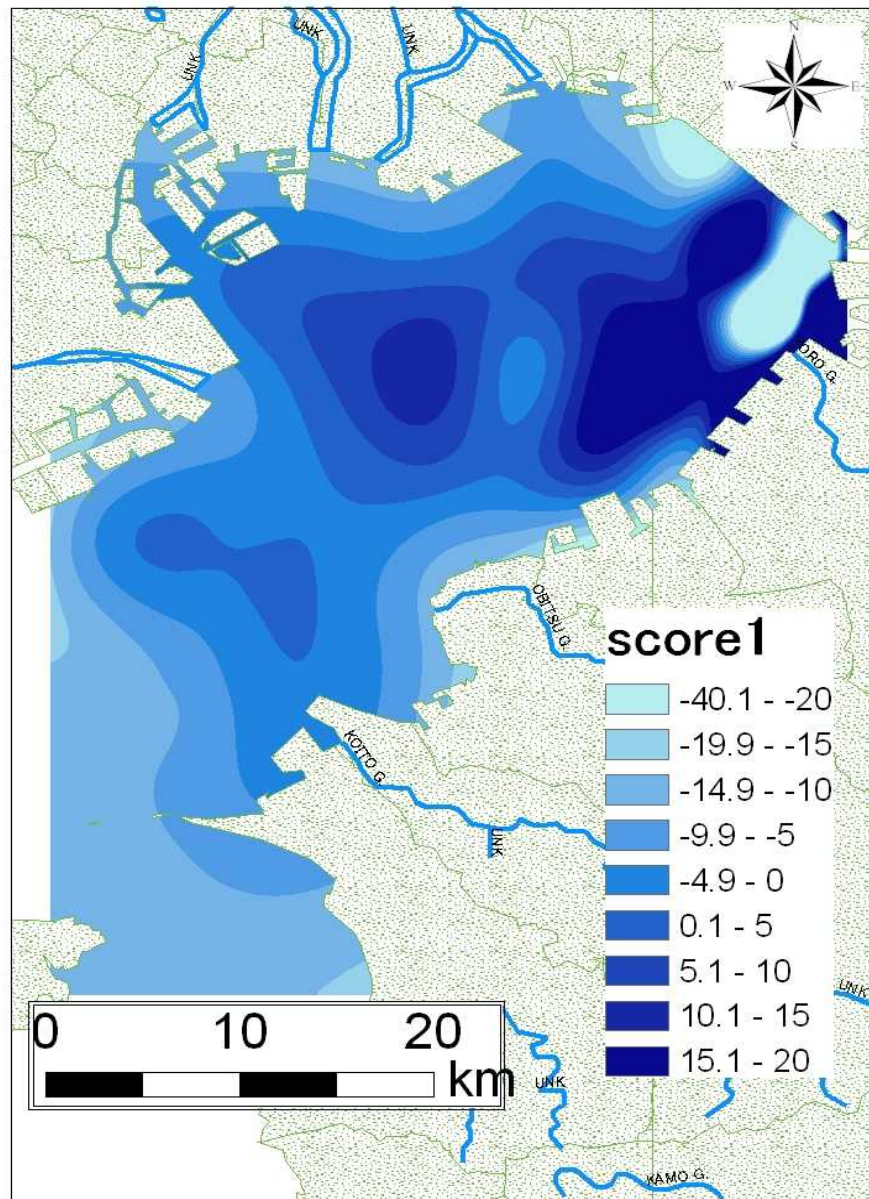 UNK
UNK
UNK
N
W
E
S
ORO G.
OBITSU G.
score1
-40.1 - -20
-19.9 - -15
-14.9 - -10
-9.9 - -5
-4.9 - 0
0.1 - 5
5.1 - 10
10.1 - 15
15.1 - 20
KOITO G.
UNK
UNK
0 10 20
km
UNK
KAMO G.